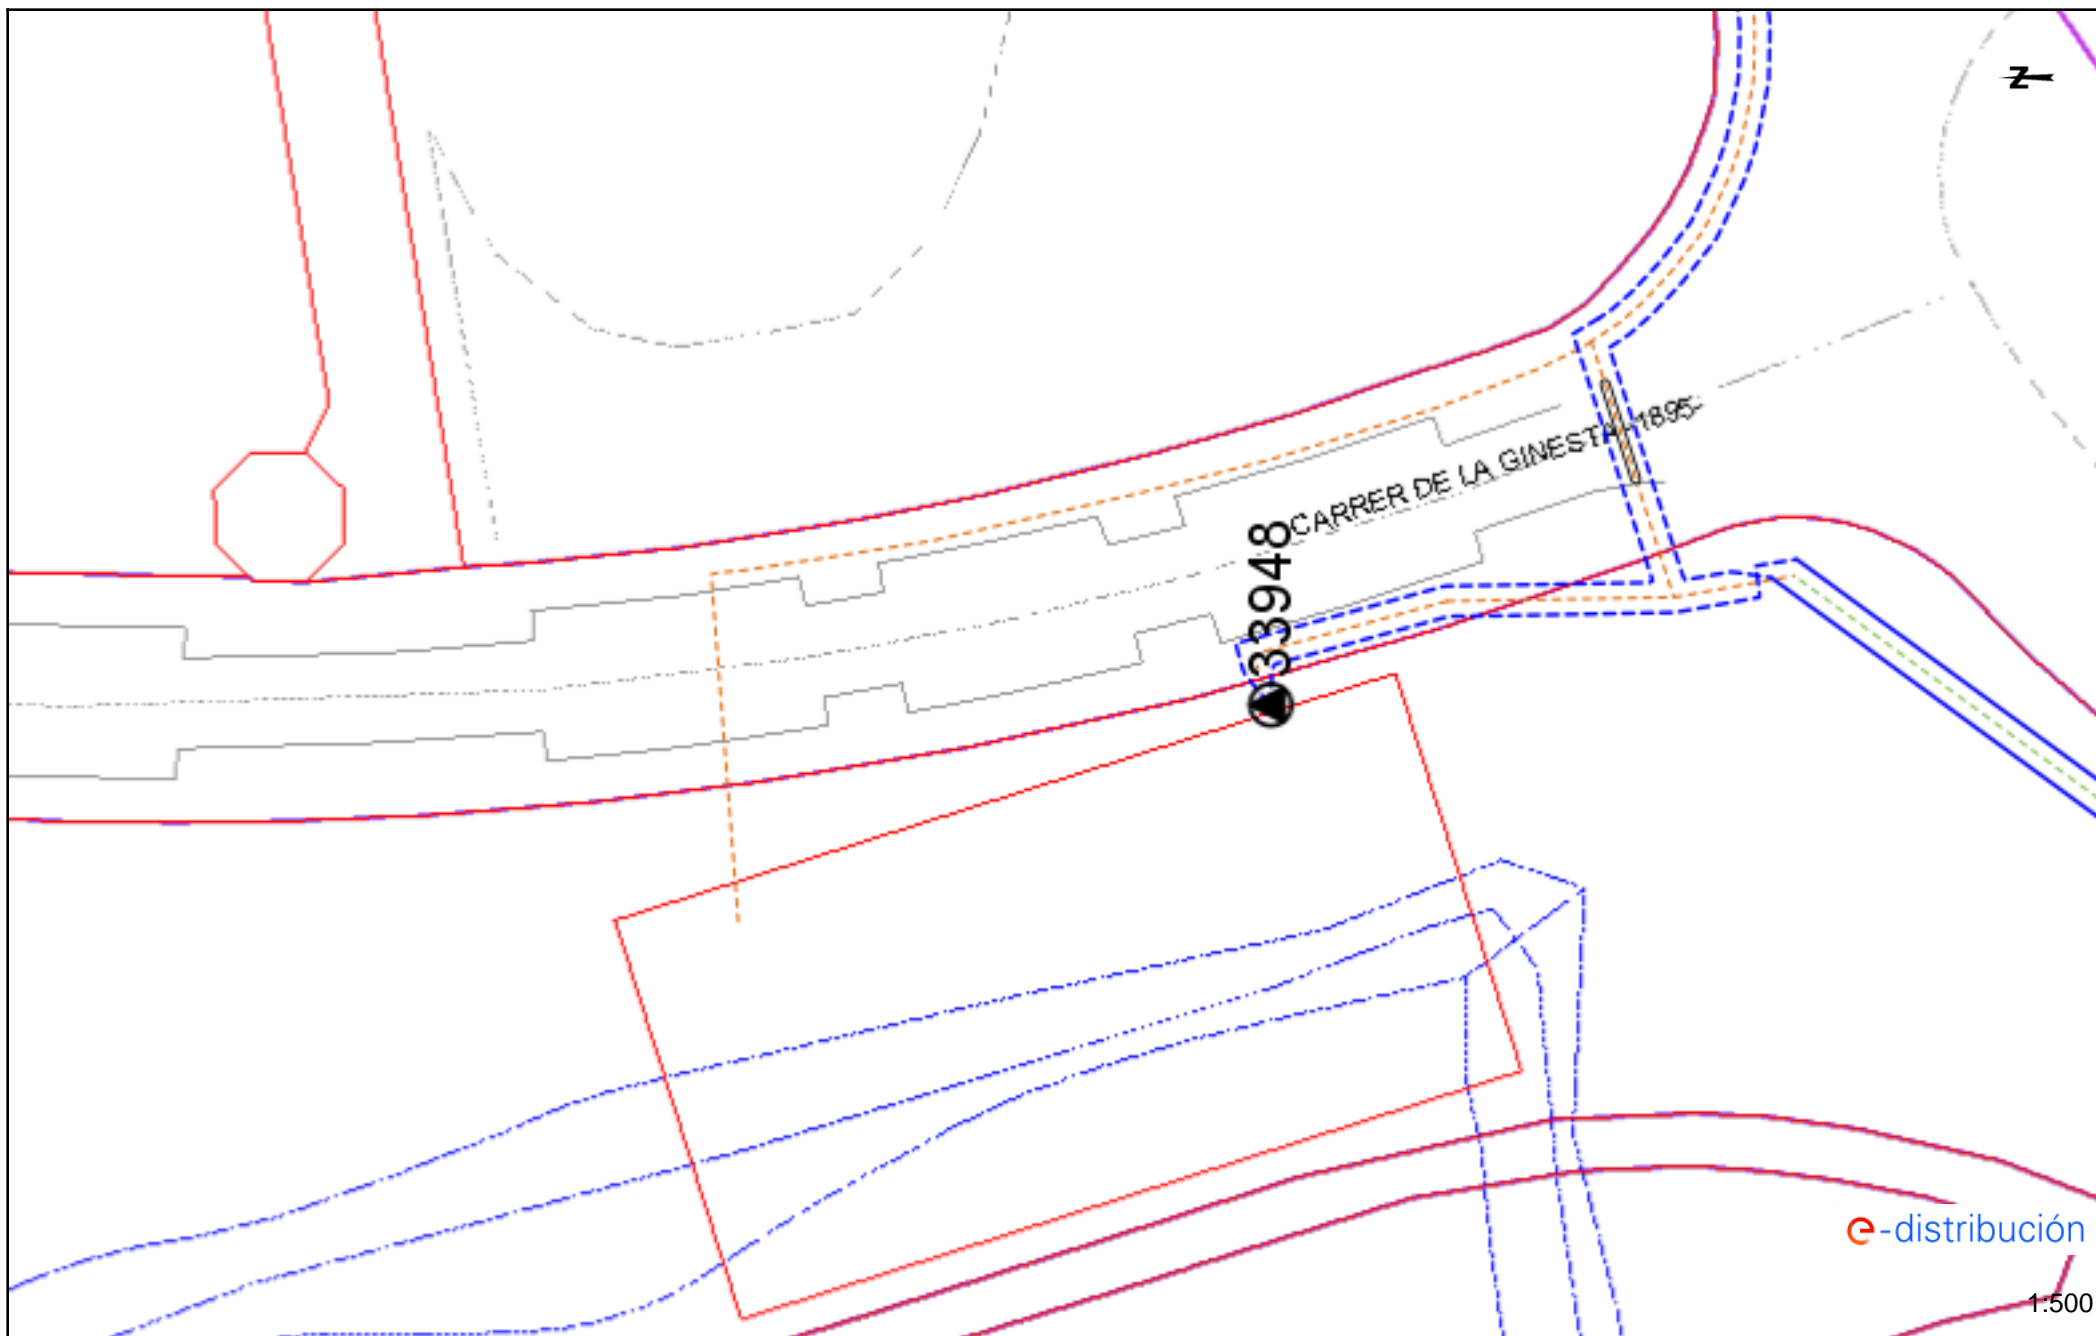 Z
CARRER DE LA GINESTA -1895-
33948
e-distribución
1:500